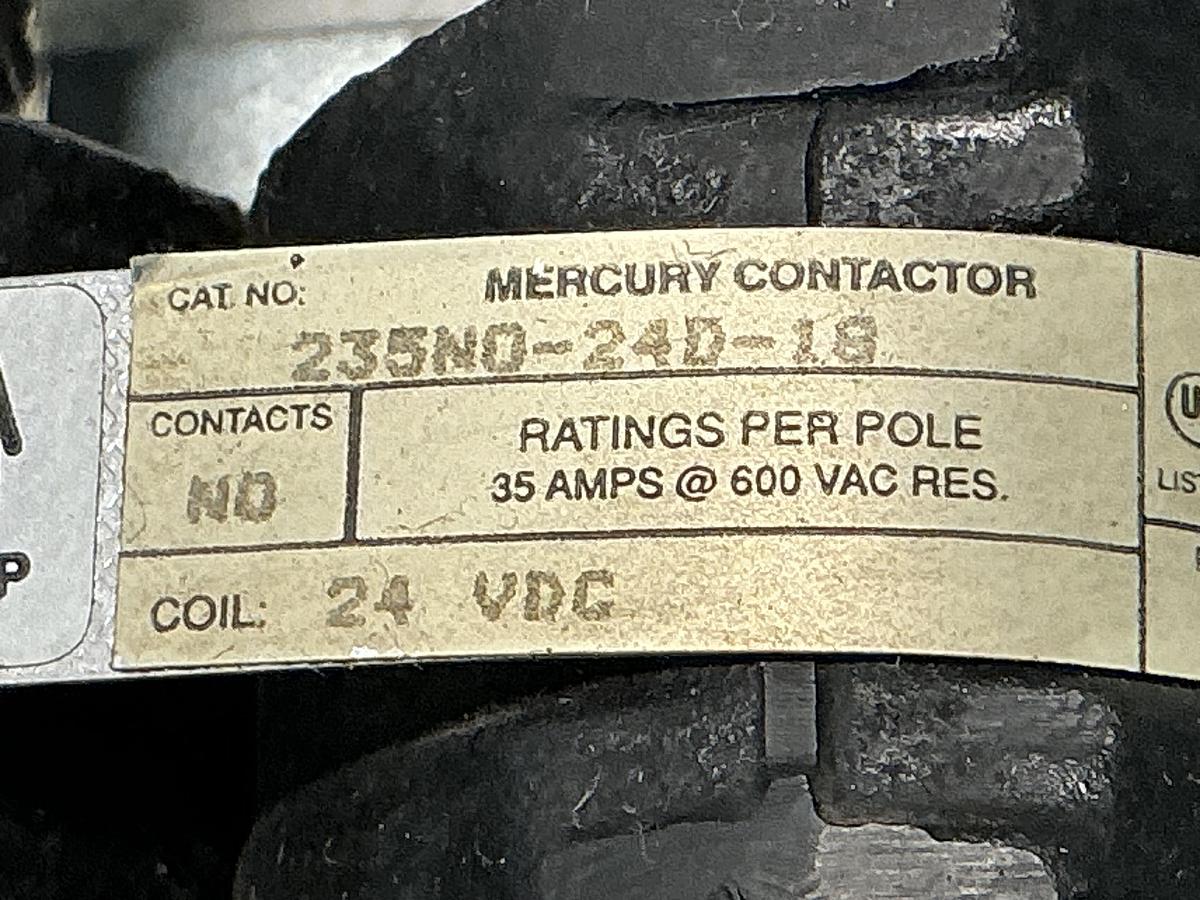 CAT. NO: MERCURY CONTACTOR
235NO-24D-18
CONTACTS
NO
RATINGS PER POLE
35 AMPS @ 600 VAC RES.
COIL: 24 VDC